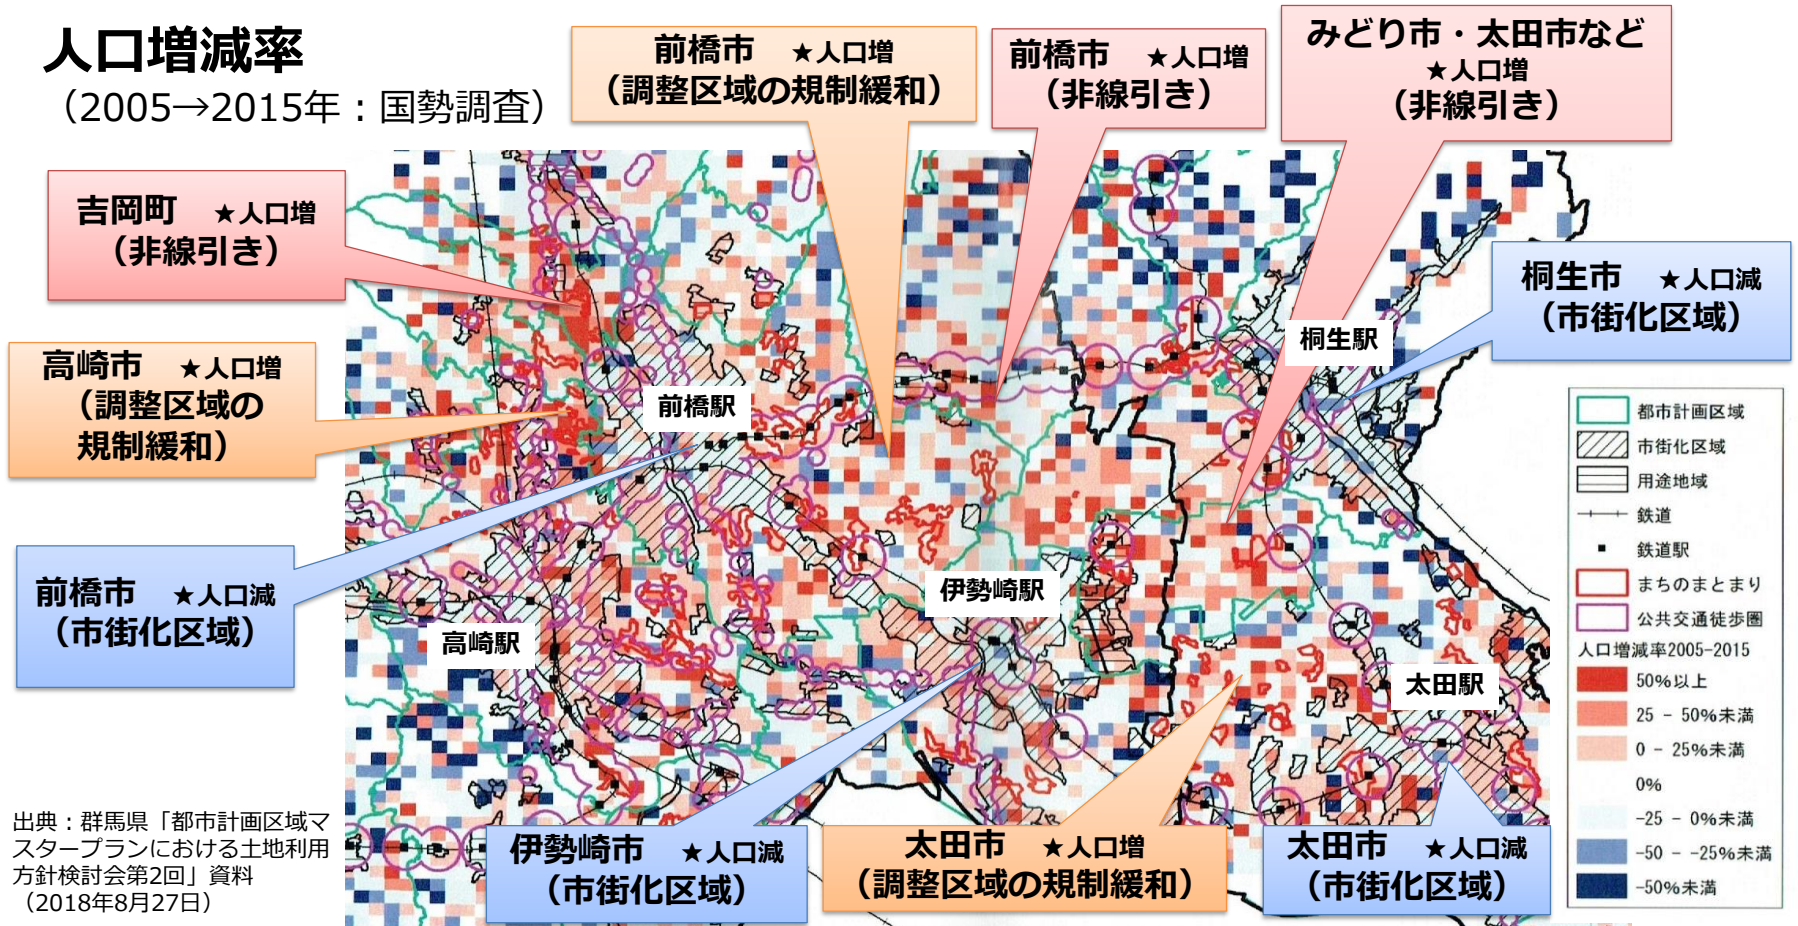 人口増減率
（2005→2015年：国勢調査）
前橋市 ★人口増
（調整区域の規制緩和）
前橋市 ★人口増
（非線引き）
みどり市・太田市など
★人口増
（非線引き）
吉岡町 ★人口増
（非線引き）
桐生市 ★人口減
（市街化区域）
高崎市 ★人口増
（調整区域の
規制緩和）
前橋市 ★人口減
（市街化区域）
桐生駅
前橋駅
伊勢崎駅
高崎駅
太田駅
都市計画区域
市街化区域
用途地域
鉄道
鉄道駅
まちのまとまり
公共交通徒歩圏
人口増減率2005-2015
50%以上
25 - 50%未満
0 - 25%未満
0%
-25 - 0%未満
-50 - -25%未満
-50%未満
伊勢崎市 ★人口減
（市街化区域）
太田市 ★人口増
（調整区域の規制緩和）
太田市 ★人口減
（市街化区域）
出典：群馬県「都市計画区域マ
スタープランにおける土地利用
方針検討会第2回」資料
（2018年8月27日）